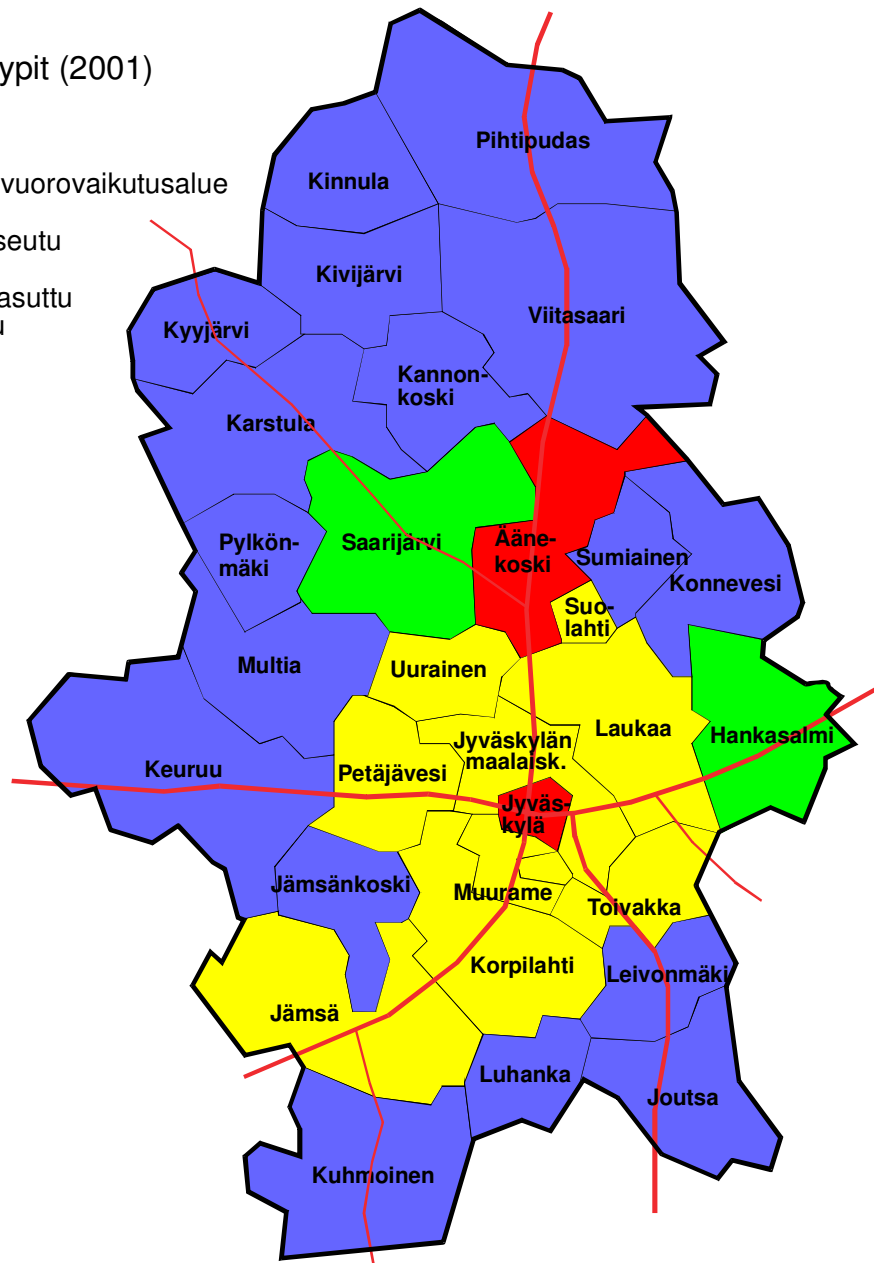 ypit (2001)
vuorovaikutusalue
seutu
asuttu
u
Pihtipudas
Kinnula
Kivijärvi
Viitasaari
Kyyjärvi
Kannon-
koski
Karstula
Pylkön-
mäki
Saarijärvi
Ääne-
koski
Sumiainen
Konnevesi
Suo-
lahti
Multia
Uurainen
Laukaa
Hankasalmi
Jyväskylän
maalaisk.
Keuruu
Petäjävesi
Jyväs-
kylä
Jämsänkoski
Muurame
Toivakka
Korpilahti
Leivonmäki
Jämsä
Luhanka
Joutsa
Kuhmoinen